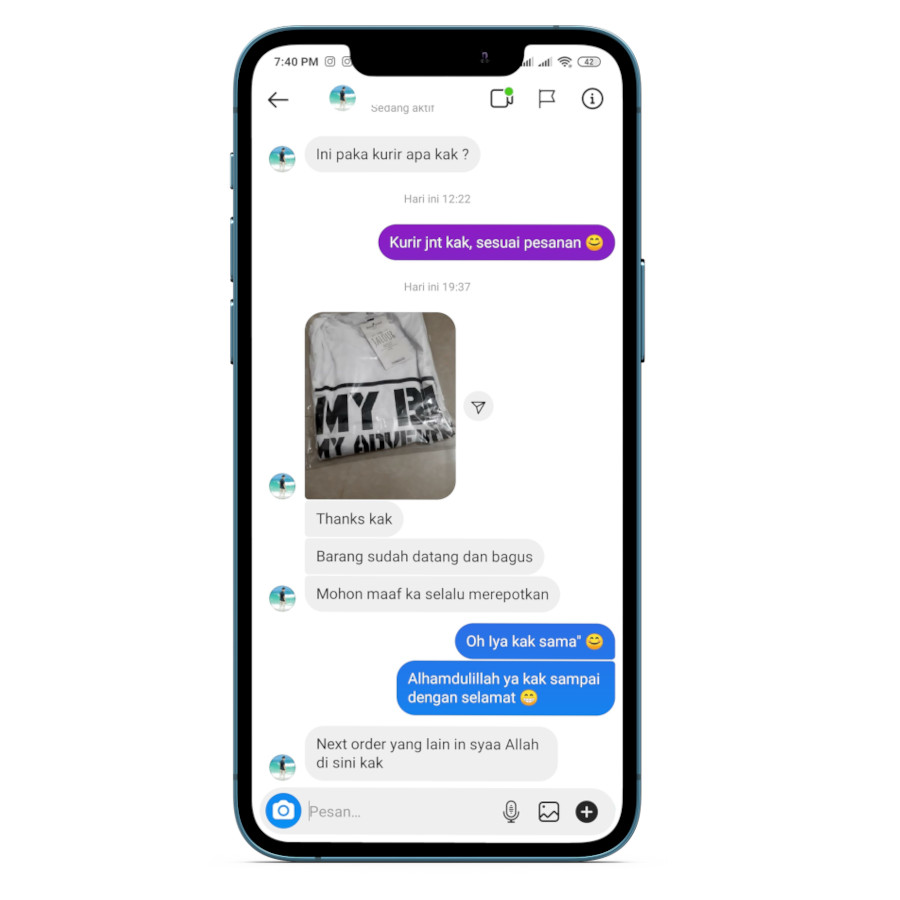 7:40 PM
42
Sedang aktif
Ini paka kurir apa kak ?
Hari ini 12:22
Kurir jnt kak, sesuai pesanan 😊
Hari ini 19:37
MY
MY
Thanks kak
Barang sudah datang dan bagus
Mohon maaf ka selalu merepotkan
Oh Iya kak sama" 😊
Alhamdulillah ya kak sampai
dengan selamat 😁
Next order yang lain in syaa Allah
di sini kak
Pesan...